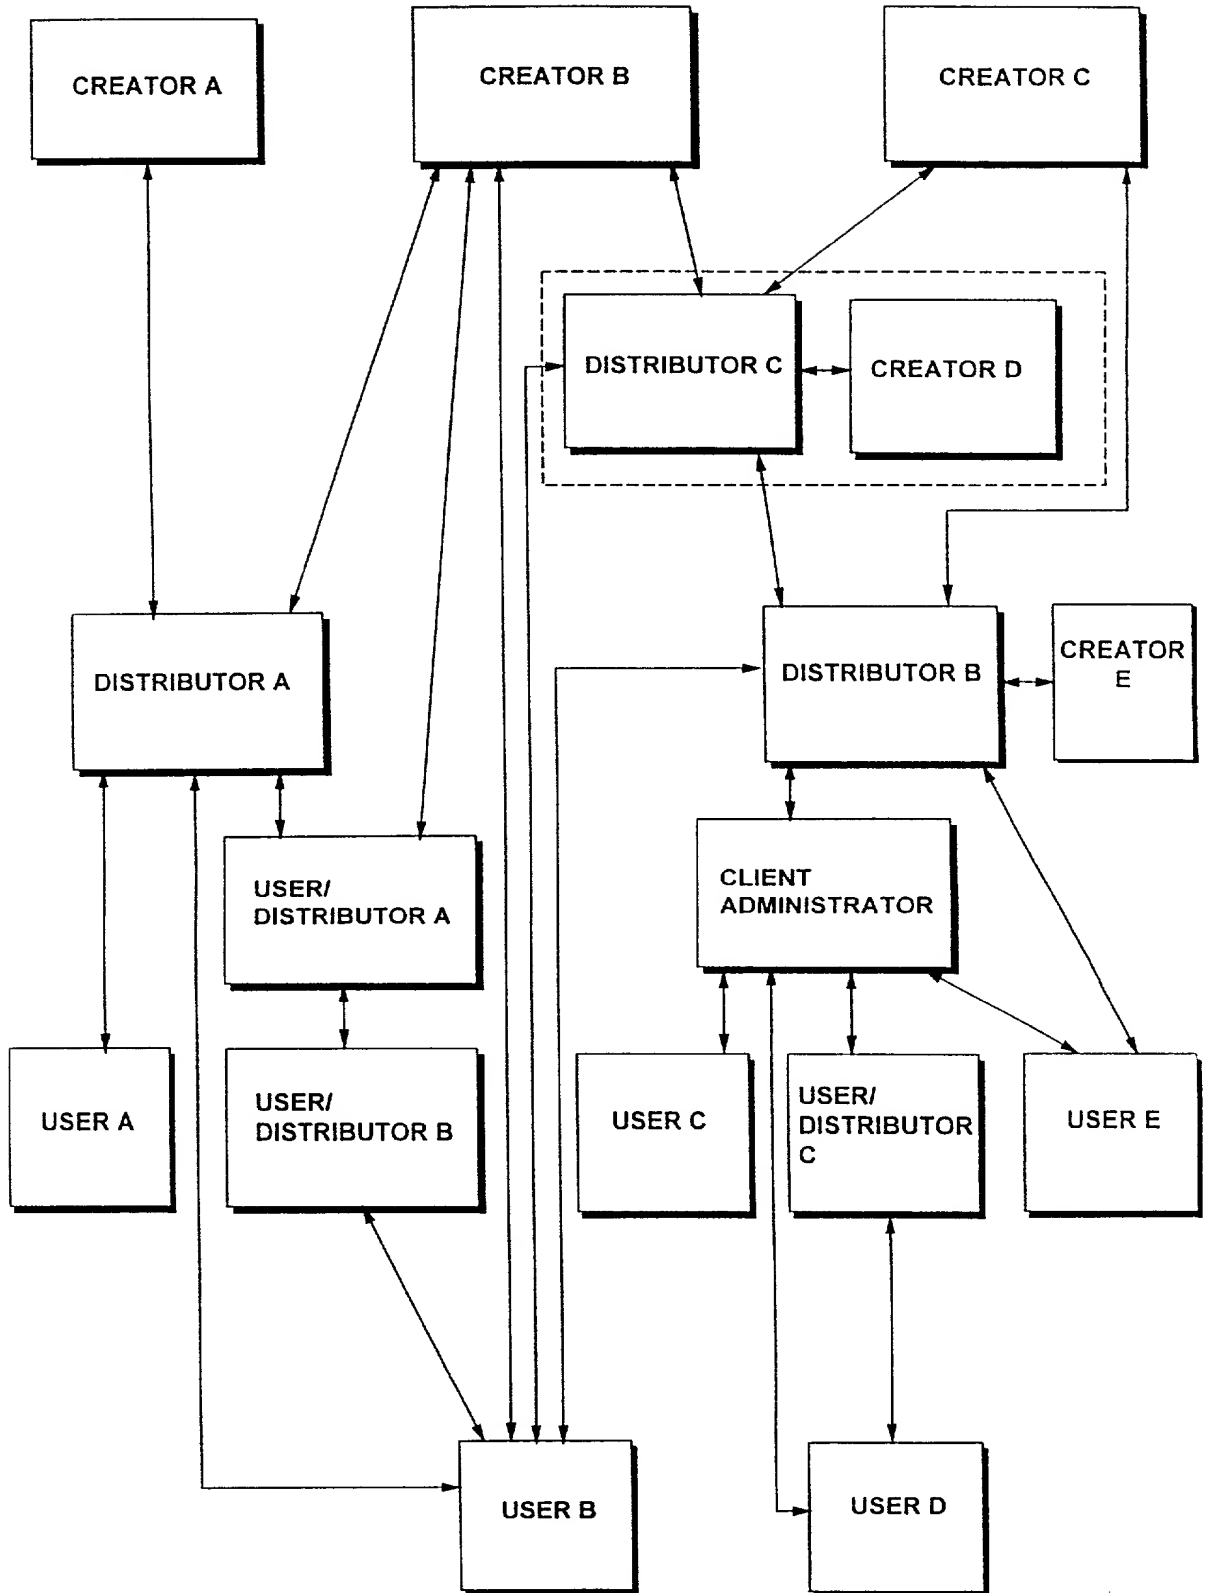 CREATOR A
CREATOR B
CREATOR C
DISTRIBUTOR C
CREATOR D
DISTRIBUTOR A
DISTRIBUTOR B
CREATOR
E
USER/
DISTRIBUTOR A
CLIENT
ADMINISTRATOR
USER A
USER/
DISTRIBUTOR B
USER C
USER/
DISTRIBUTOR
C
USER E
USER B
USER D